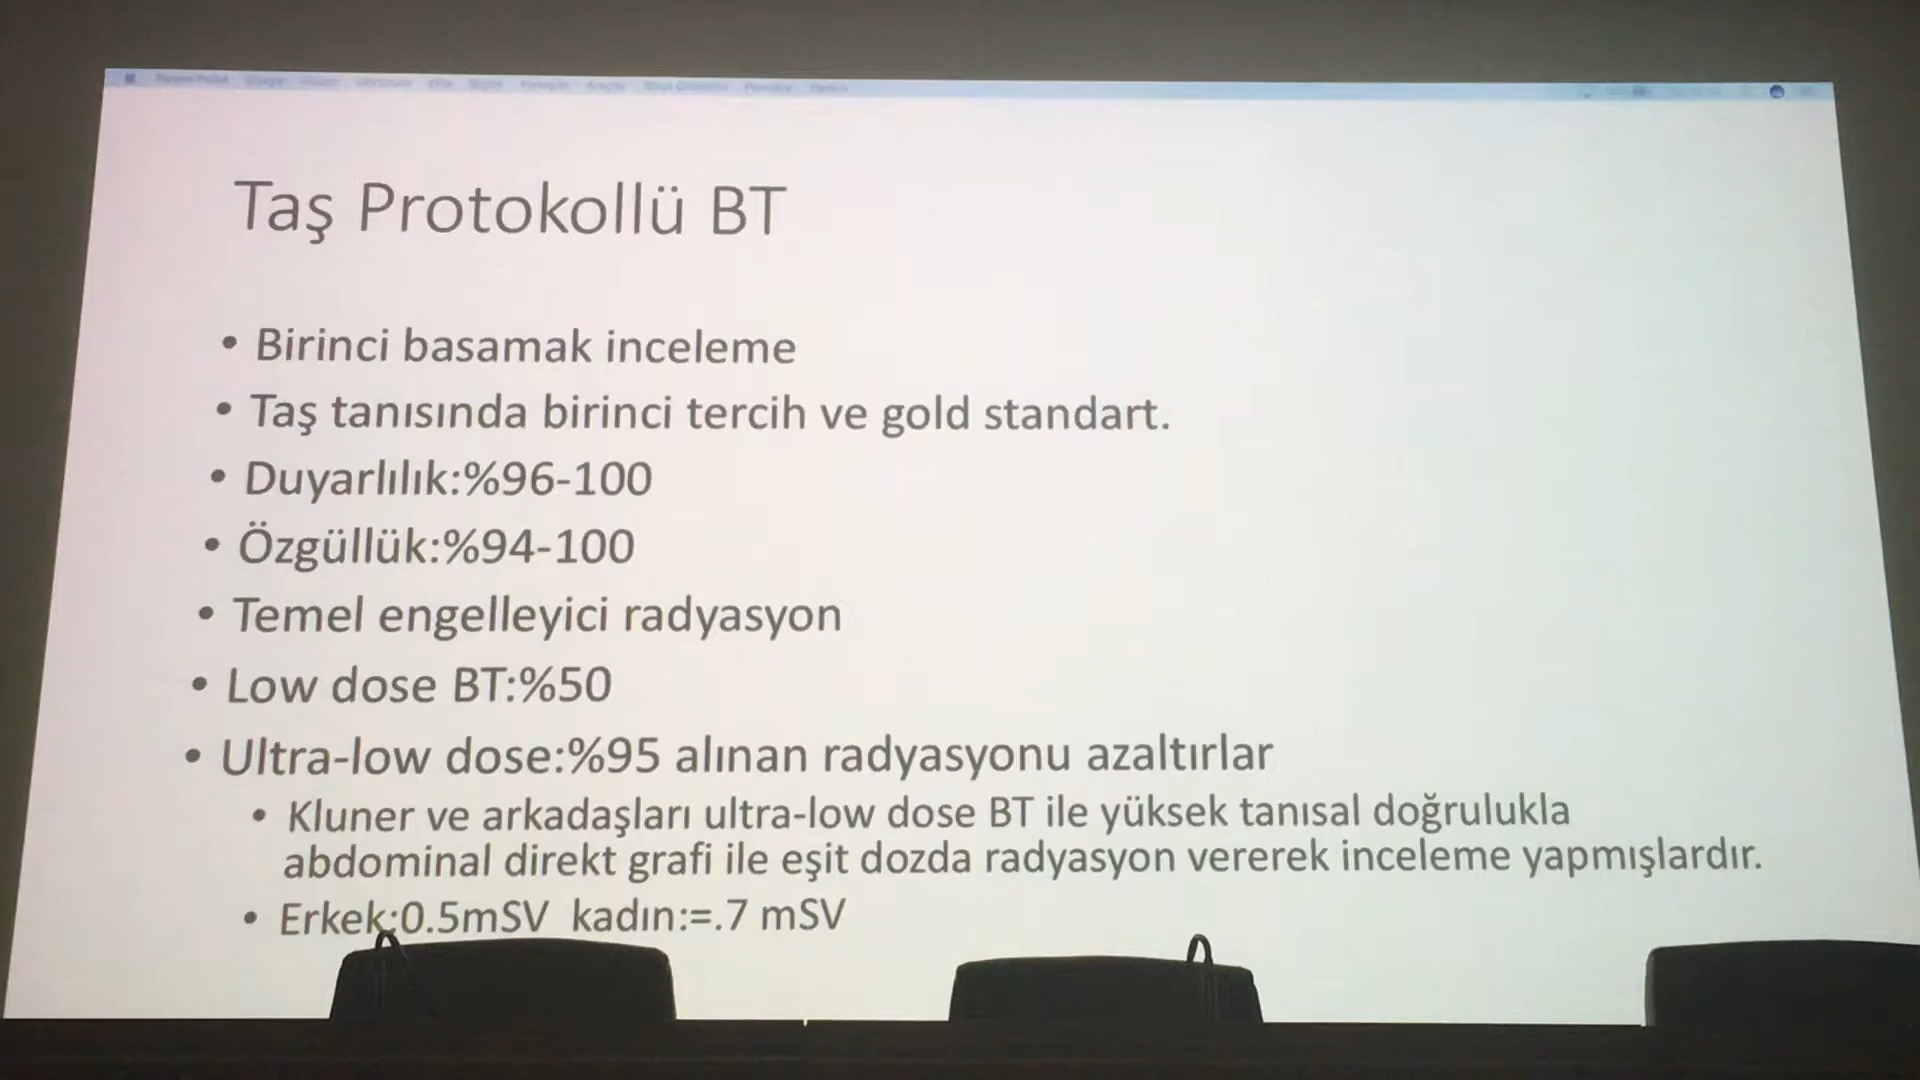 Taş Protokollü BT
• Birinci basamak inceleme
• Taş tanısında birinci tercih ve gold standart.
• Duyarlılık:%96-100
• Özgüllük:%94-100
• Temel engelleyici radyasyon
• Low dose BT:%50
• Ultra-low dose:%95 alınan radyasyonu azaltırlar
• Kluner ve arkadaşları ultra-low dose BT ile yüksek tanısal doğrulukla
abdominal direkt grafi ile eşit dozda radyasyon vererek inceleme yapmışlardır.
• Erkek:0.5mSV kadın:=.7 mSV